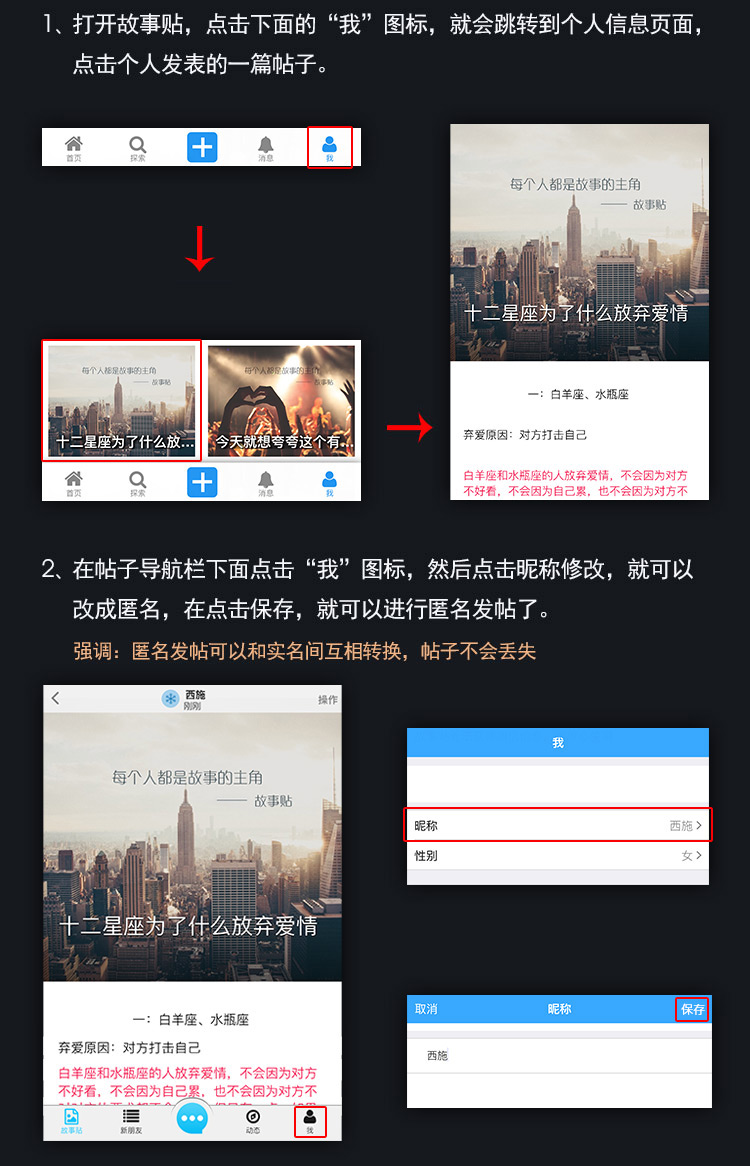 1、打开故事贴，点击下面的“我”图标，就会跳转到个人信息页面，
点击个人发表的一篇帖子。
首页
探索
消息
我
每个人都是故事的主角
—— 故事贴
十二星座为了什么放...
每个人都是故事的主角
—— 故事贴
今天就想夸夸这个有...
首页
探索
消息
我
每个人都是故事的主角
—— 故事贴
十二星座为了什么放弃爱情
一：白羊座、水瓶座
弃爱原因：对方打击自己
白羊座和水瓶座的人放弃爱情，不会因为对方
不好看，不会因为自己累，也不会因为对方不
2、在帖子导航栏下面点击“我”图标，然后点击昵称修改，就可以
改成匿名，在点击保存，就可以进行匿名发帖了。
强调：匿名发帖可以和实名间互相转换，帖子不会丢失
西施
刚刚
操作
每个人都是故事的主角
—— 故事贴
十二星座为了什么放弃爱情
一：白羊座、水瓶座
弃爱原因：对方打击自己
白羊座和水瓶座的人放弃爱情，不会因为对方
不好看，不会因为自己累，也不会因为对方不
故事贴
新朋友
动态
我
我
昵称 西施
性别 女
取消 昵称 保存
西施